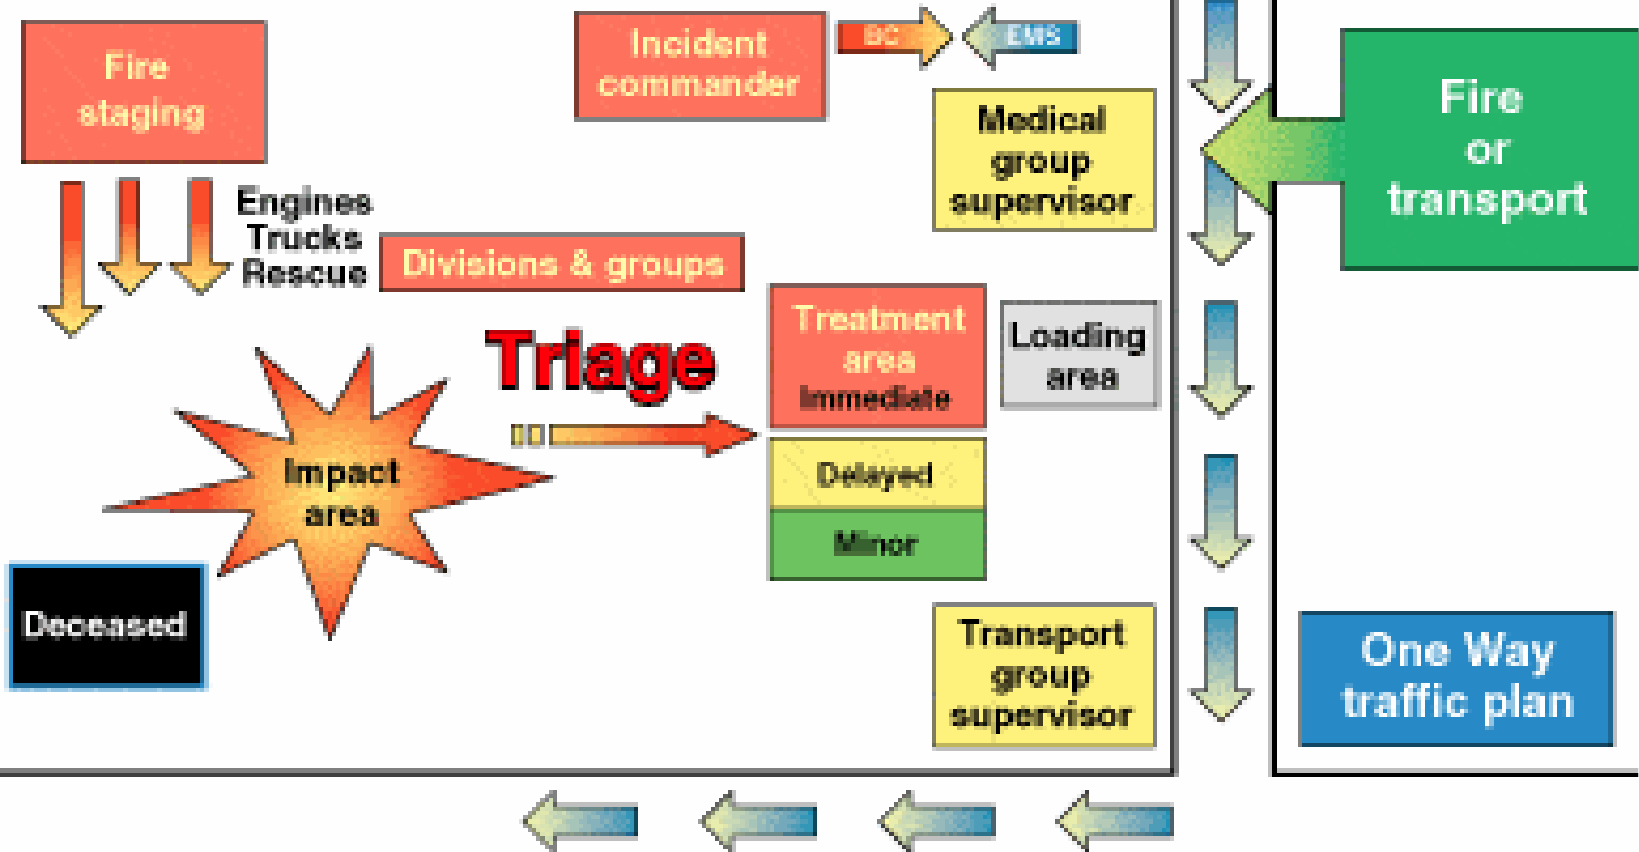 Fire
staging
Incident
commander
BC
EMS
Medical
group
supervisor
Fire
or
transport
Engines
Trucks
Rescue
Divisions & groups
Triage
Treatment
area
Immediate
Loading
area
Impact
area
Delayed
Minor
Deceased
Transport
group
supervisor
One Way
traffic plan